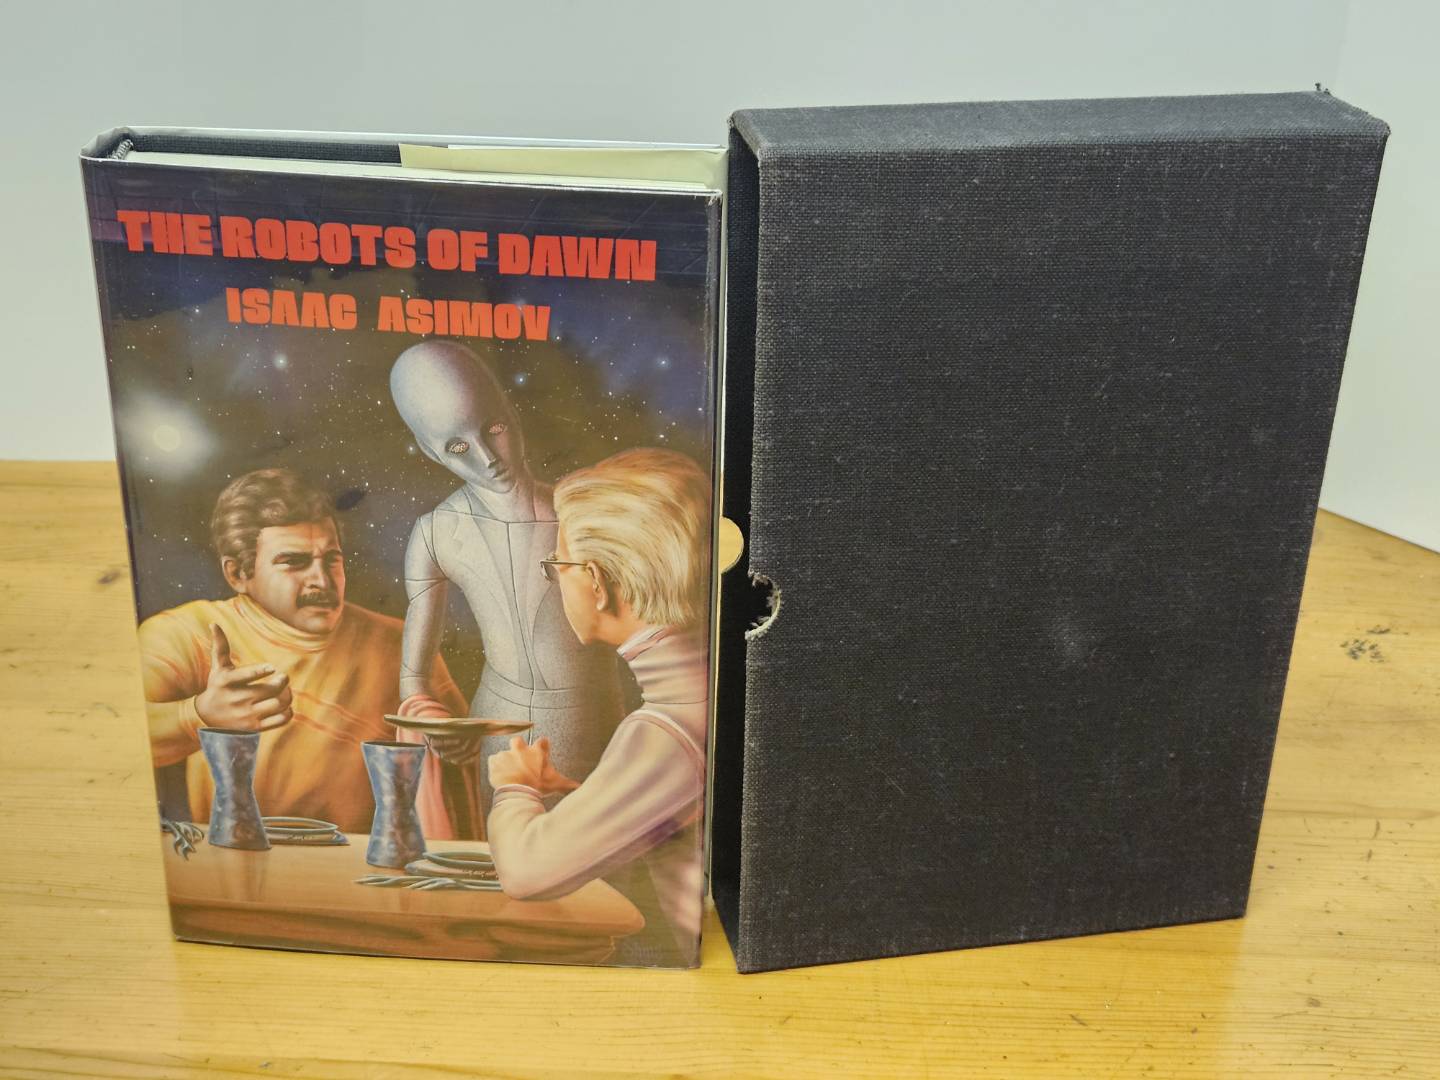 THE ROBOTS OF DAWN
ISAAC ASIMOV